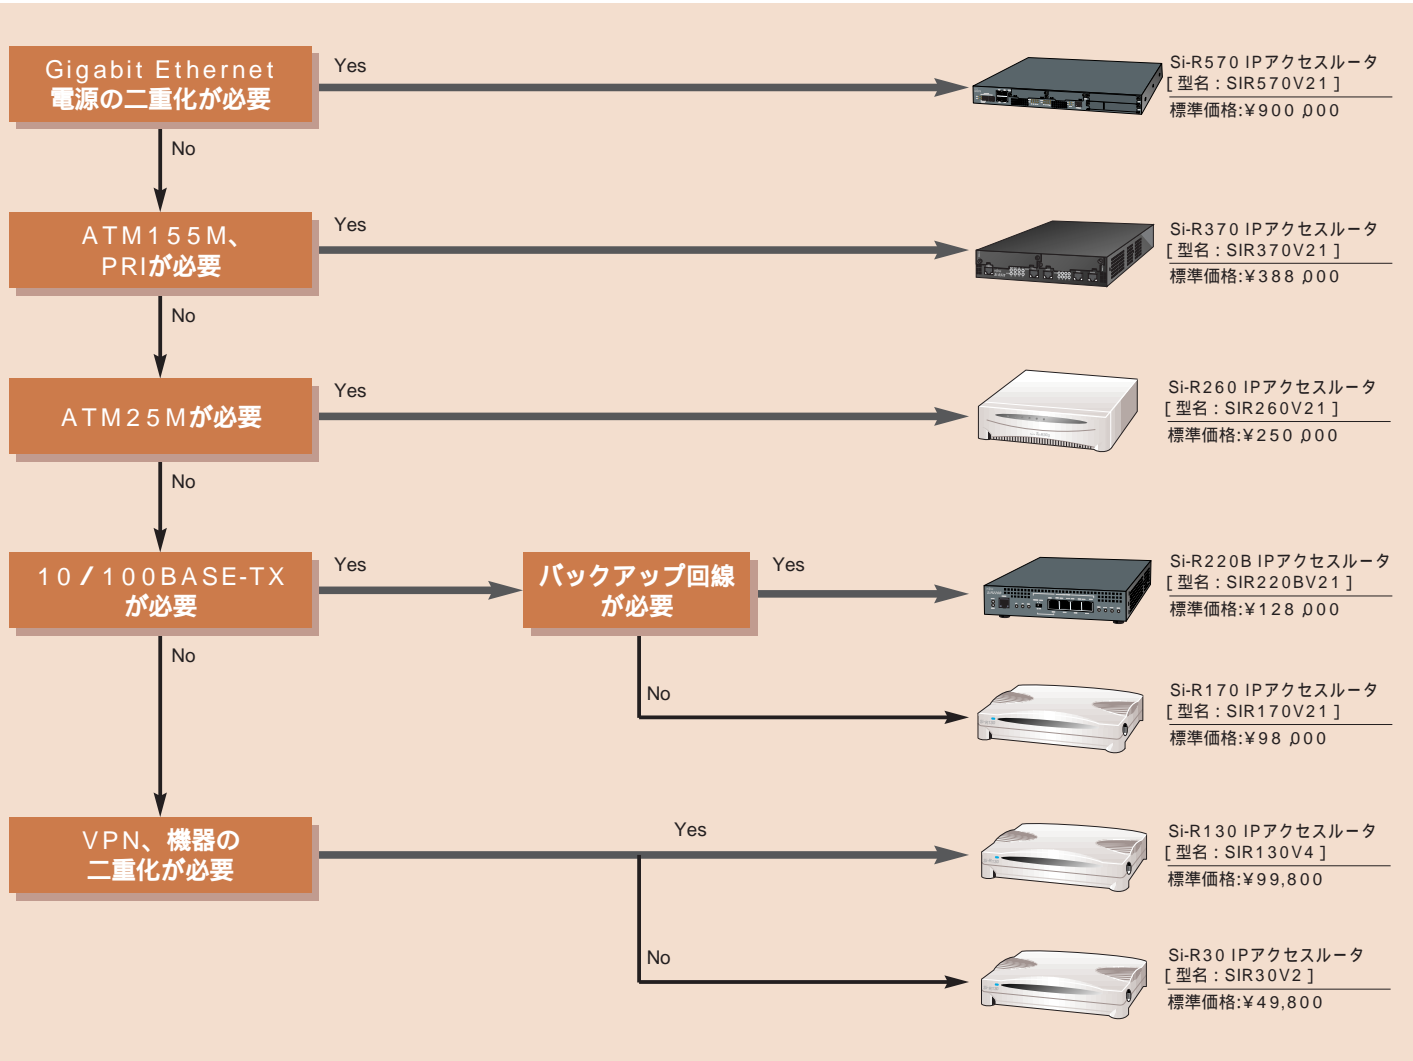 Gigabit Ethernet
電源の二重化が必要
Yes
Si-R570 IPアクセスルータ
[ 型名 : SIR570V21 ]
標準価格:¥900,000
No
ATM155M、
PRIが必要
Yes
Si-R370 IPアクセスルータ
[ 型名 : SIR370V21 ]
標準価格:¥388,000
No
ATM25Mが必要
Yes
Si-R260 IPアクセスルータ
[ 型名 : SIR260V21 ]
標準価格:¥250,000
No
10/100BASE-TX
が必要
Yes
バックアップ回線
が必要
Yes
Si-R220B IPアクセスルータ
[ 型名 : SIR220BV21 ]
標準価格:¥128,000
No
No
Si-R170 IPアクセスルータ
[ 型名 : SIR170V21 ]
標準価格:¥98,000
VPN、機器の
二重化が必要
Yes
Si-R130 IPアクセスルータ
[ 型名 : SIR130V4 ]
標準価格:¥99,800
No
Si-R30 IPアクセスルータ
[ 型名 : SIR30V2 ]
標準価格:¥49,800